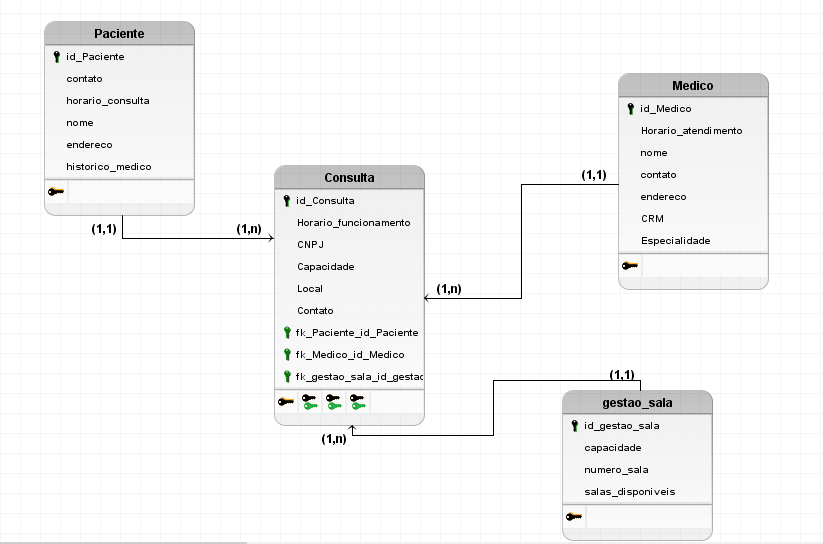 Paciente
id_Paciente
contato
horario_consulta
nome
endereco
historico_medico
(1,1)
(1,n)
Consulta
id_Consulta
Horario_funcionamento
CNPJ
Capacidade
Local
Contato
fk_Paciente_id_Paciente
fk_Medico_id_Medico
fk_gestao_sala_id_gestac
(1,n)
(1,1)
Medico
id_Medico
Horario_atendimento
nome
contato
endereco
CRM
Especialidade
(1,n)
(1,1)
gestao_sala
id_gestao_sala
capacidade
numero_sala
salas_disponiveis